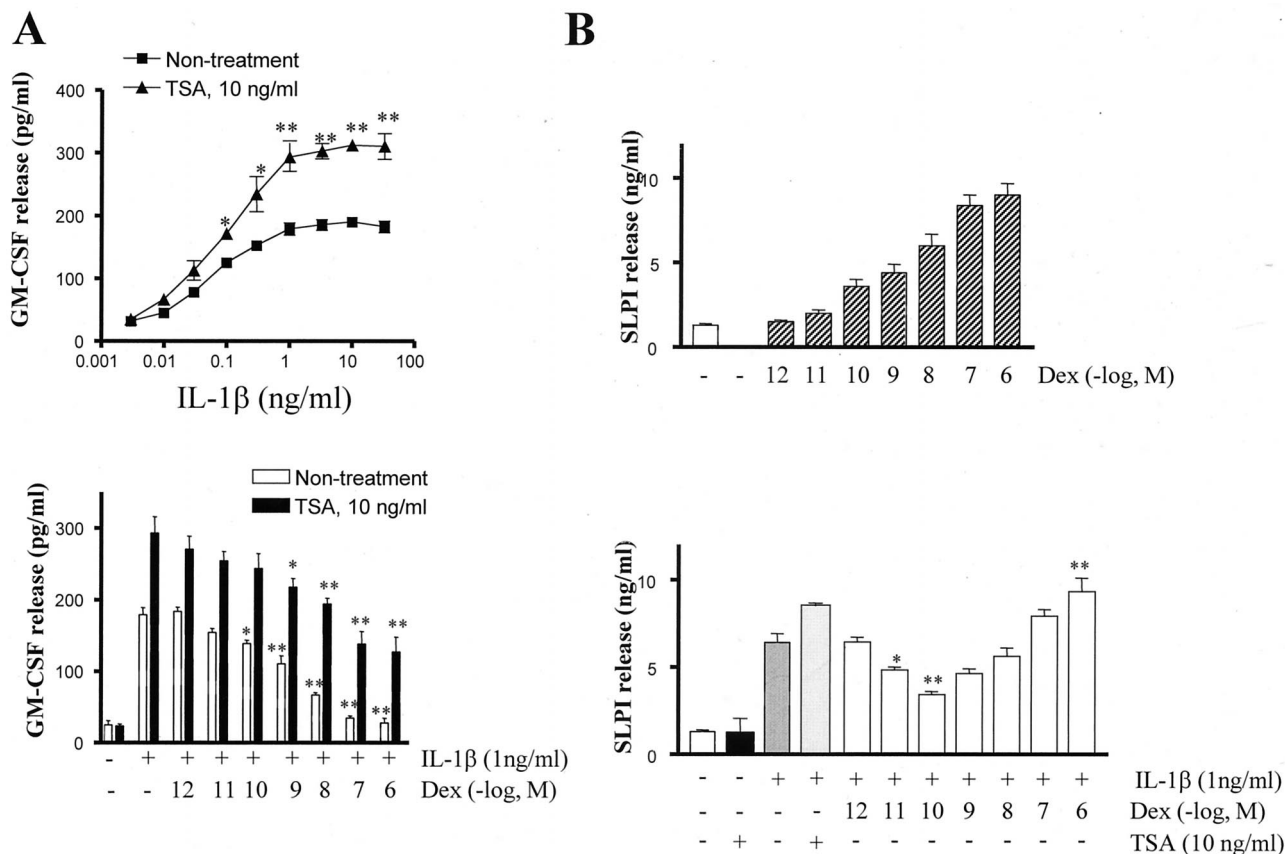 A
Non-treatment
TSA, 10 ng/ml
GM-CSF release (pg/ml)
400
300
200
100
0
* * ** ** ** **
0.001 0.01 0.1 1 10 100
IL-1β (ng/ml)
Non-treatment
TSA, 10 ng/ml
GM-CSF release (pg/ml)
300
200
100
0
* ** ** **
* ** ** ** **
- + + + + + + + + IL-1β (1ng/ml)
- - 12 11 10 9 8 7 6 Dex (-log, M)
B
SLPI release (ng/ml)
10
5
0
- - 12 11 10 9 8 7 6 Dex (-log, M)
SLPI release (ng/ml)
10
5
0
* ** **
- - + + + + + + + + + IL-1β (1ng/ml)
- - - - 12 11 10 9 8 7 6 Dex (-log, M)
- + - + - - - - - - - TSA (10 ng/ml)